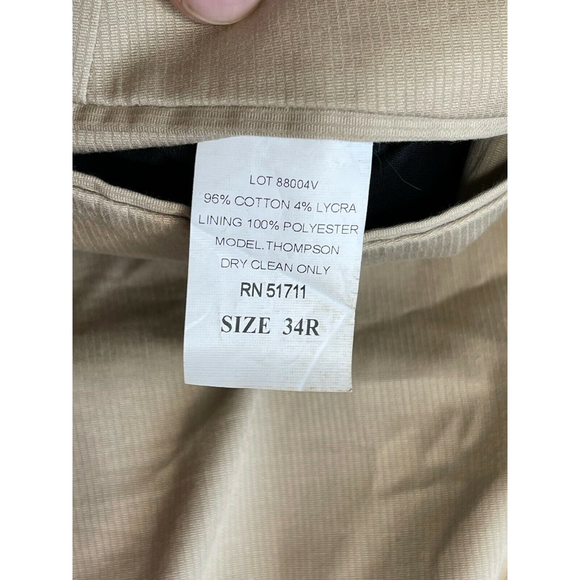 LOT 88004V
96% COTTON 4% LYCRA
LINING 100% POLYESTER
MODEL.THOMPSON
DRY CLEAN ONLY
RN 51711
SIZE 34R